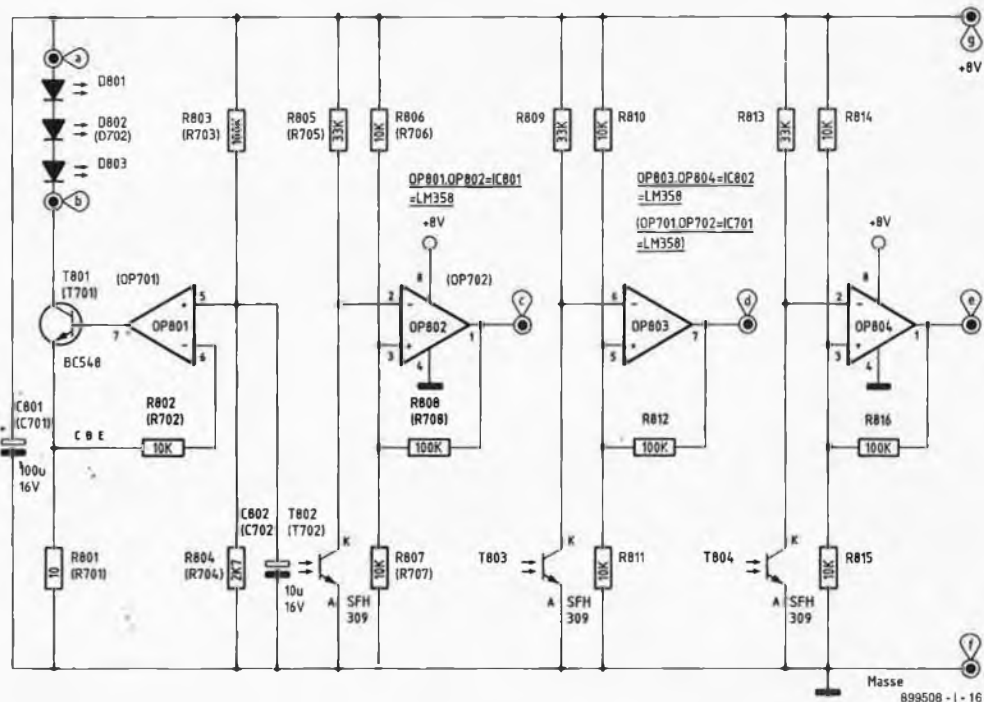 a
D801
D802
(D702)
D803
b
T801
(T701)
BC548
(OP701)
OP801
7
5
+
6
-
C801
(C701)
+
100u
16V
C B E
R802
(R702)
10K
10
R801
(R701)
R803
(R703)
100K
R804
(R704)
2K7
C802
(C702
10u
16V
R805
(R705)
33K
T802
(T702)
K
A
SFH
309
R806
(R706)
10K
OP801.OP802=IC801
=LM358
+8V
8
(OP702)
2
-
OP802
+
3
4
1
c
R808
(R708)
100K
10K
R807
(R707)
R809
33K
T803
K
A
SFH
309
R810
10K
OP803.OP804=IC802
=LM358
(OP701.OP702=IC701
=LM358)
6
-
OP803
+
5
7
d
R812
100K
10K
R811
R813
33K
T804
K
A
SFH
309
R814
10K
+8V
8
2
-
OP804
+
3
4
1
e
R816
100K
10K
R815
g
+8V
f
Masse
899508 - I - 16